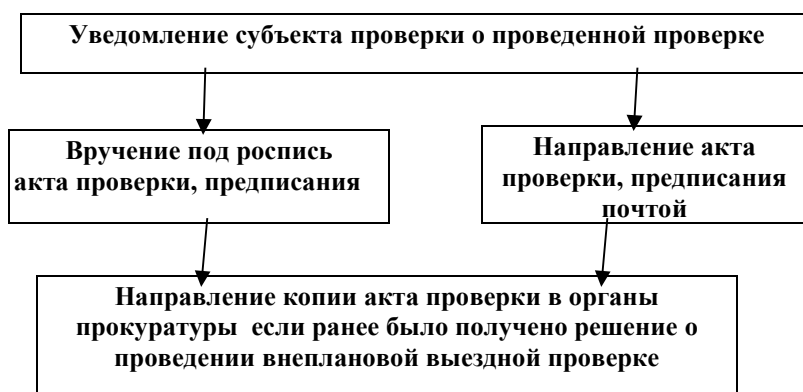 Уведомление субъекта проверки о проведенной проверке
Вручение под роспись
акта проверки, предписания
Направление акта
проверки, предписания
почтой
Направление копии акта проверки в органы
прокуратуры если ранее было получено решение о
проведении внеплановой выездной проверке